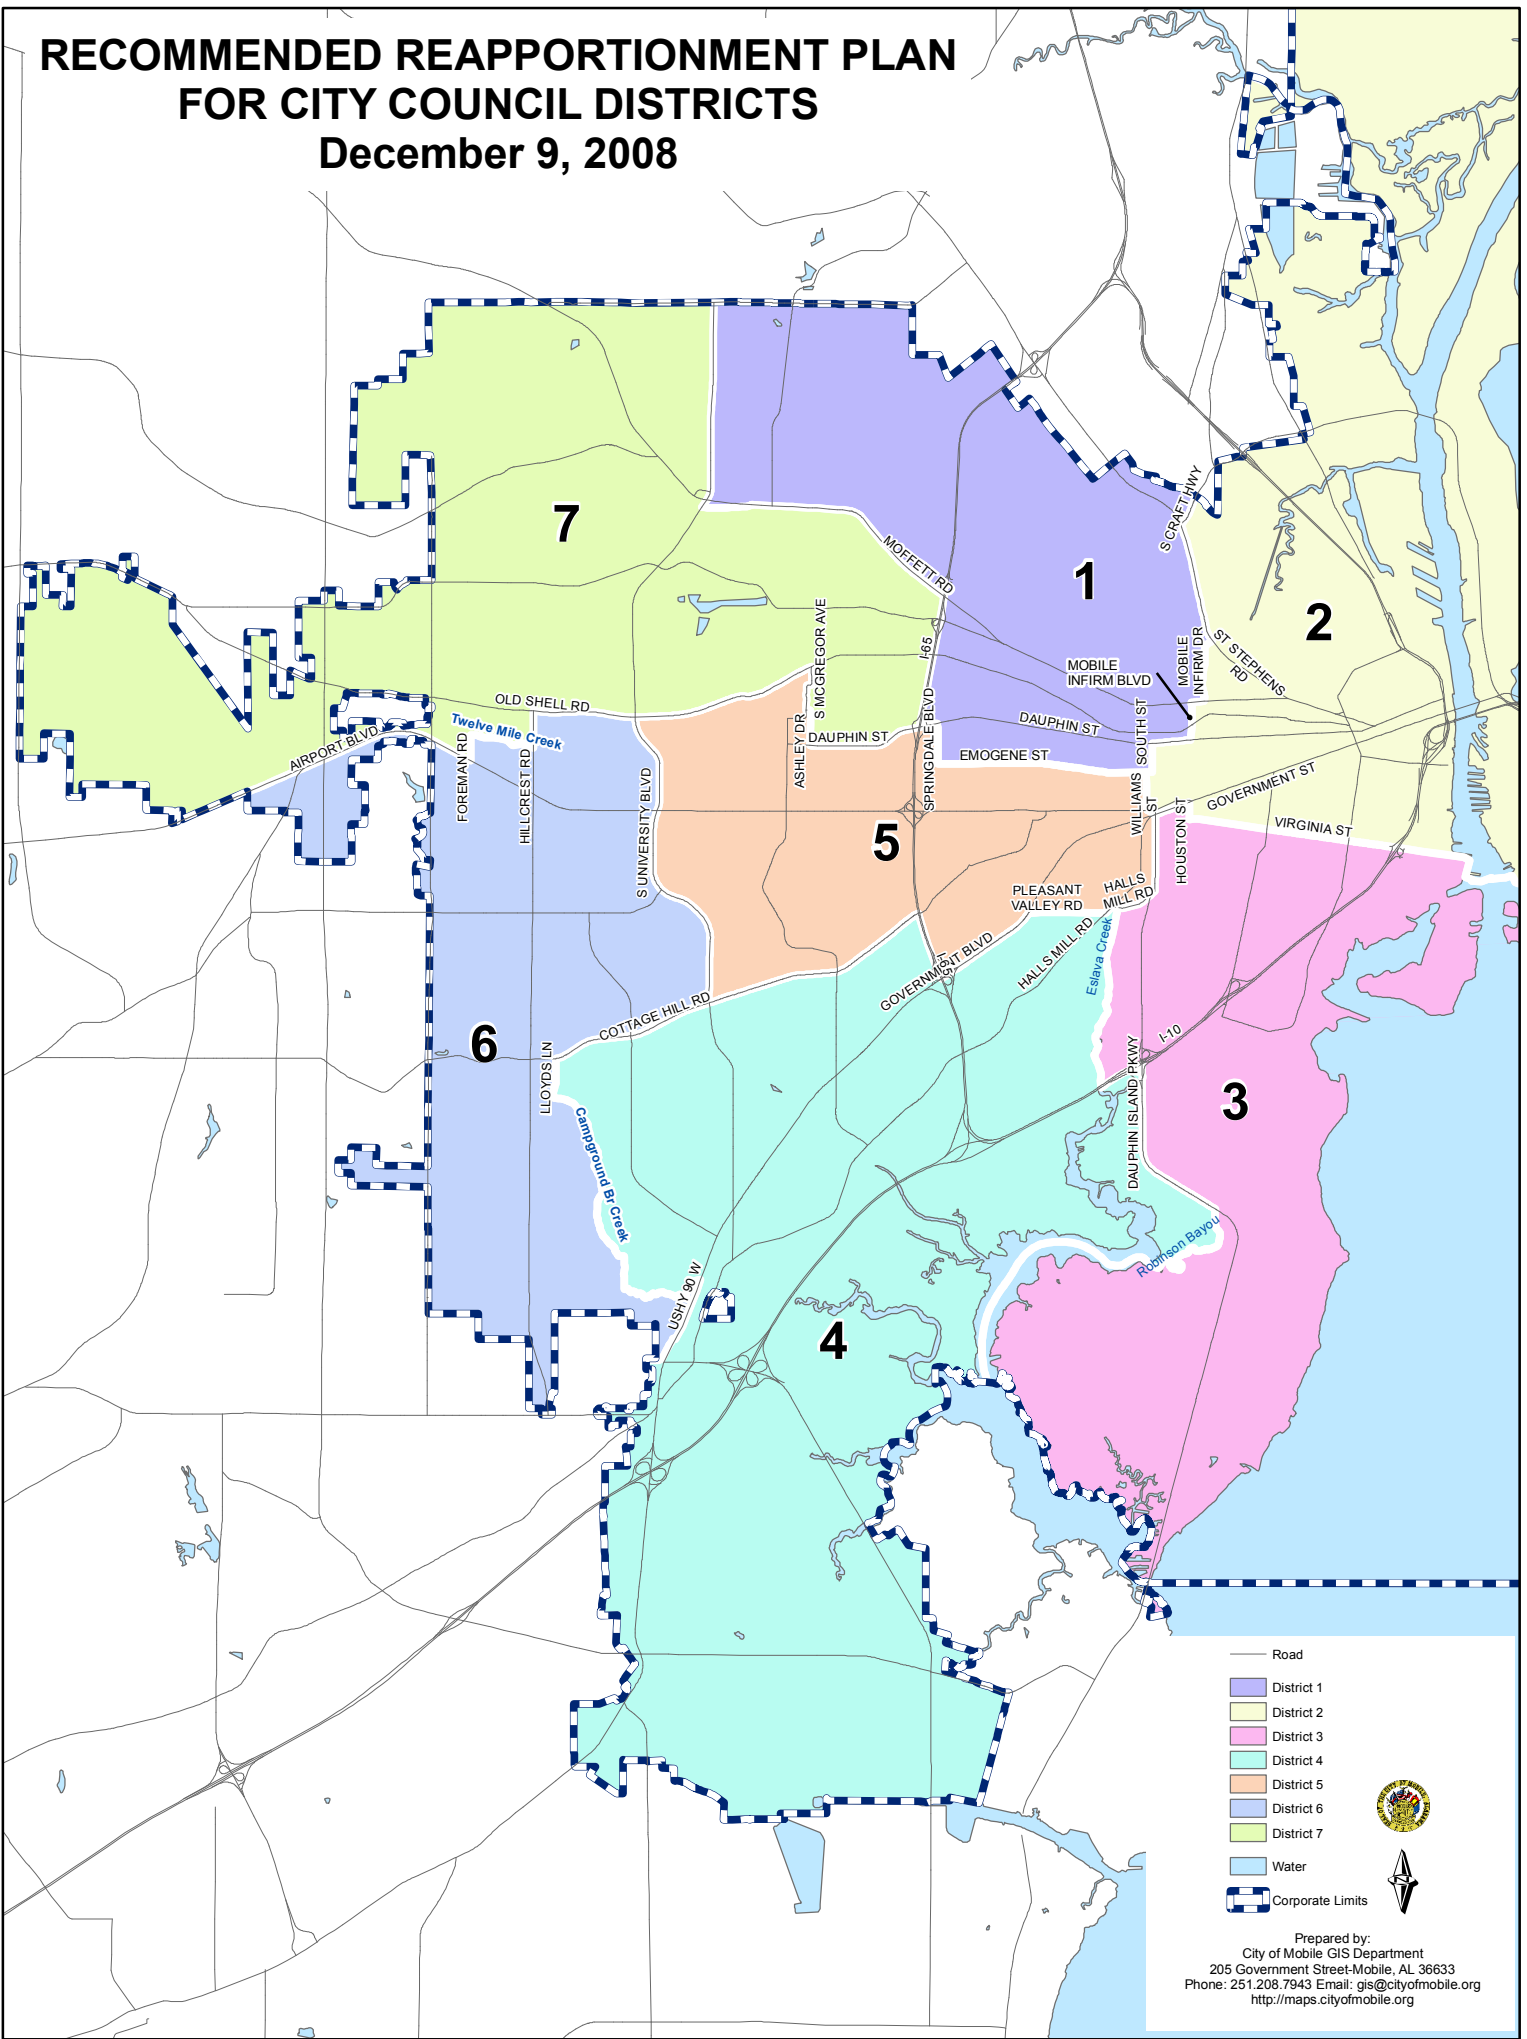 RECOMMENDED REAPPORTIONMENT PLAN
FOR CITY COUNCIL DISTRICTS
December 9, 2008
7
1
2
5
6
3
4
MOFFETT RD
S CRAFT HWY
ST STEPHENS
RD
MOBILE
INFIRM DR
MOBILE
INFIRM BLVD
S MCGREGOR AVE
I-65
OLD SHELL RD
Twelve Mile Creek
AIRPORT BLVD
FOREMAN RD
HILLCREST RD
S UNIVERSITY BLVD
ASHLEY DR
DAUPHIN ST
SPRINGDALE BLVD
DAUPHIN ST
EMOGENE ST
SOUTH ST
WILLIAMS
ST
HOUSTON ST
GOVERNMENT ST
VIRGINIA ST
PLEASANT
VALLEY RD
HALLS
MILL RD
HALLS MILL RD
GOVERNMENT BLVD
I-65
Eslava Creek
COTTAGE HILL RD
LLOYDS LN
Campground Br Creek
I-10
DAUPHIN ISLAND PKWY
Robinson Bayou
USHY 90 W
Road
District 1
District 2
District 3
District 4
District 5
District 6
District 7
Water
Corporate Limits
N
Prepared by:
City of Mobile GIS Department
205 Government Street-Mobile, AL 36633
Phone: 251.208.7943 Email: gis@cityofmobile.org
http://maps.cityofmobile.org